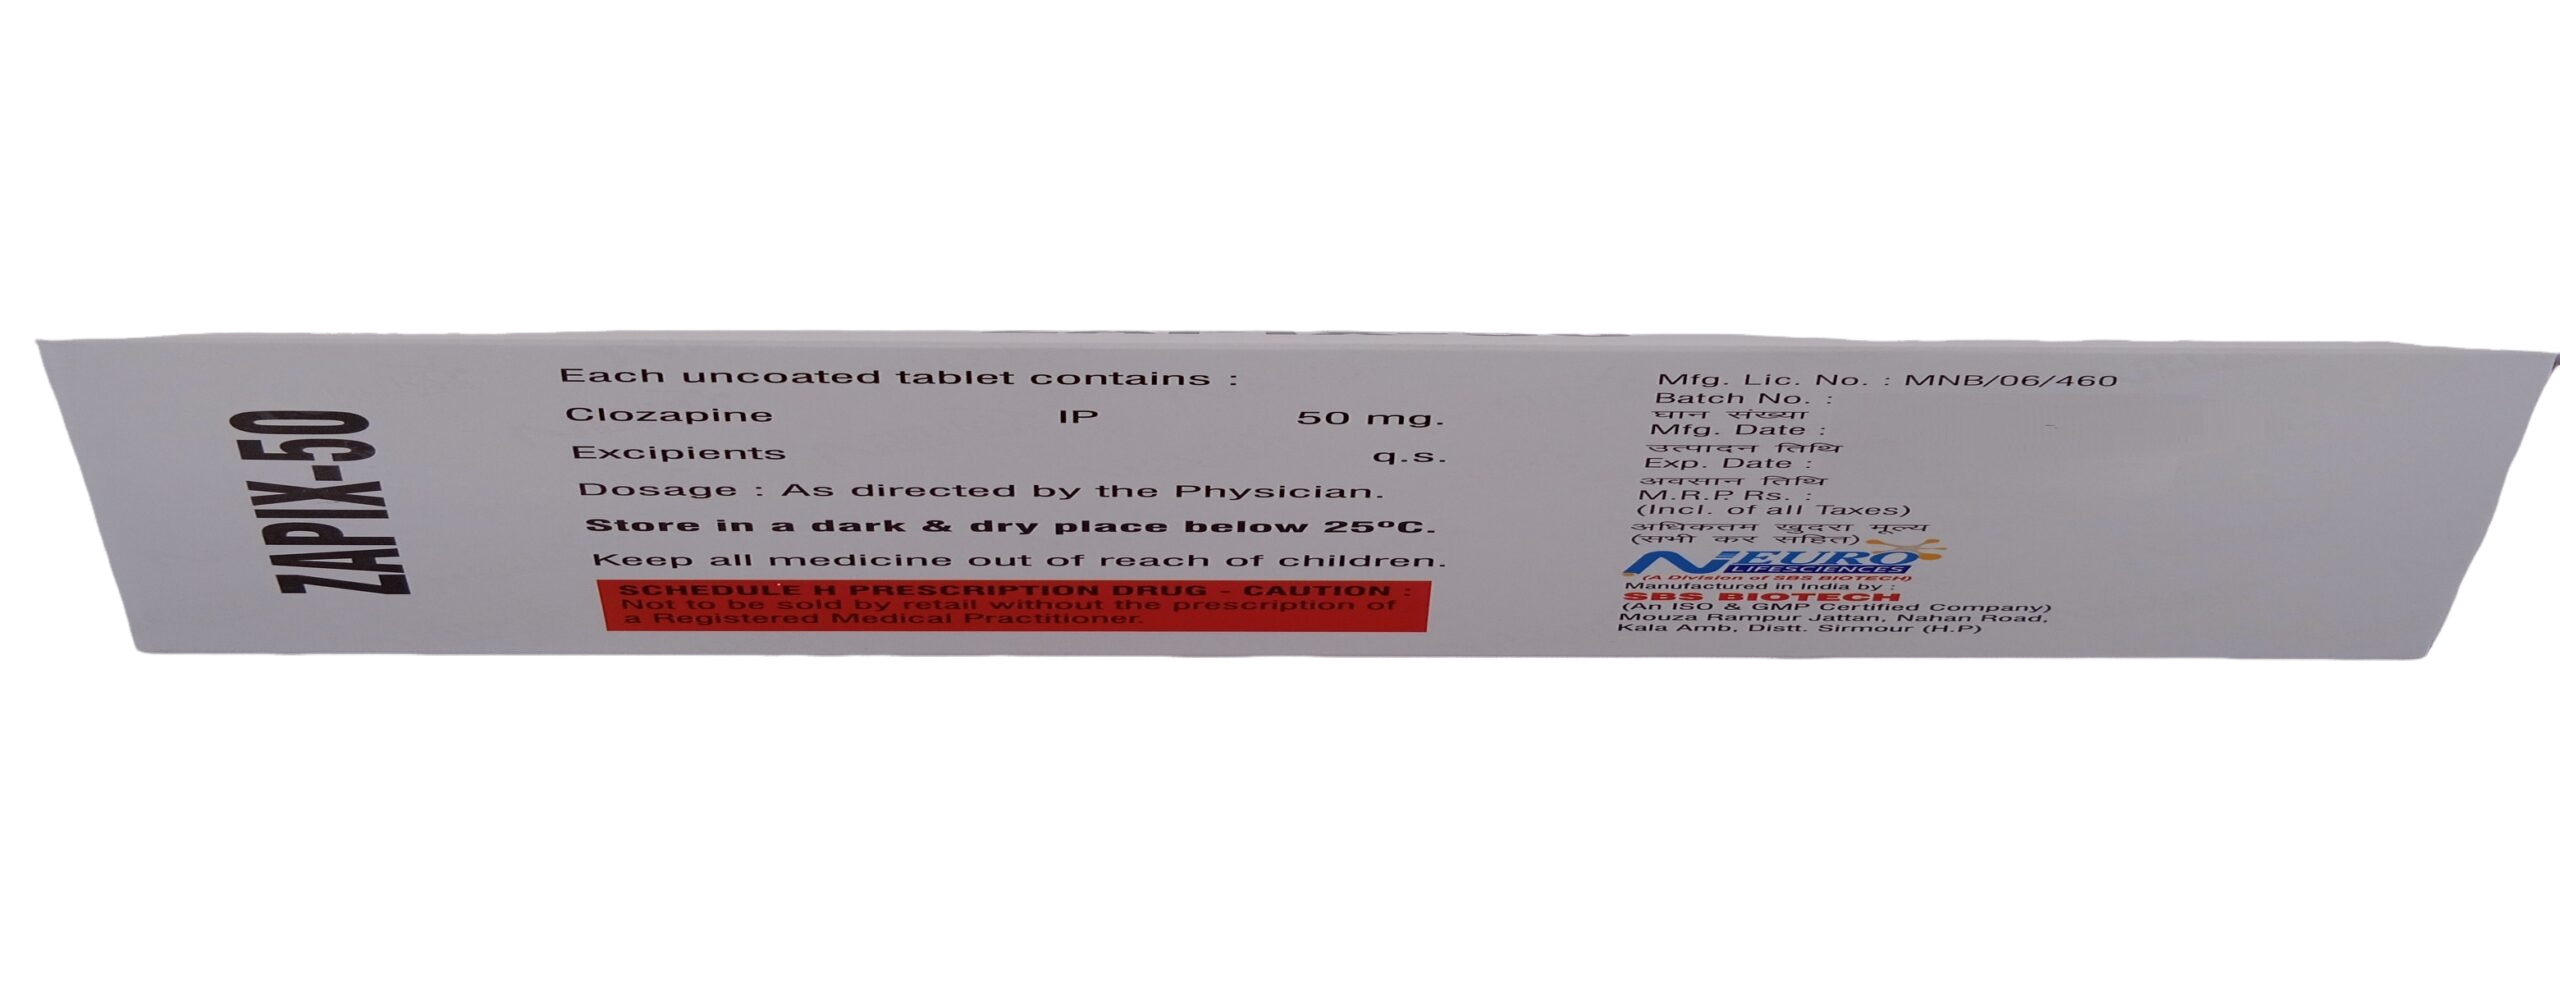 ZAPIX-50
Each uncoated tablet contains :
Clozapine IP 50 mg.
Excipients q.s.
Dosage : As directed by the Physician.
Store in a dark & dry place below 25ºC.
Keep all medicine out of reach of children.
SCHEDULE H PRESCRIPTION DRUG - CAUTION :
Not to be sold by retail without the prescription of
a Registered Medical Practitioner.
Mfg. Lic. No. : MNB/06/460
Batch No. :
घान संख्या
Mfg. Date :
उत्पादन तिथि
Exp. Date :
अवसान तिथि
M.R.P. Rs. :
(Incl. of all Taxes)
अधिकतम खुदरा मूल्य
(सभी कर सहित)
NEURO
LIFESCIENCES
(A Division of SBS BIOTECH)
Manufactured in India by :
SBS BIOTECH
(An ISO & GMP Certified Company)
Mouza Rampur Jattan, Nahan Road,
Kala Amb, Distt. Sirmour (H.P)